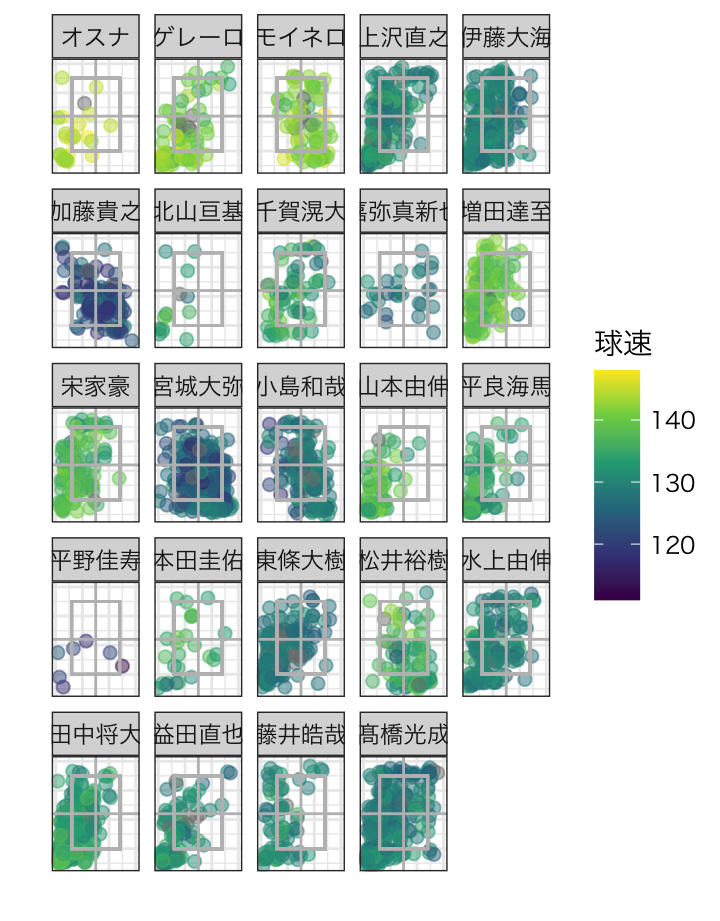 オスナ
ゲレーロ
モイネロ
上沢直之
伊藤大海
加藤貴之
北山亘基
千賀滉大
喜弥真新也
増田達至
宋家豪
宮城大弥
小島和哉
山本由伸
平良海馬
平野佳寿
本田圭佑
東條大樹
松井裕樹
水上由伸
田中将大
益田直也
藤井皓哉
髙橋光成
球速
140
130
120